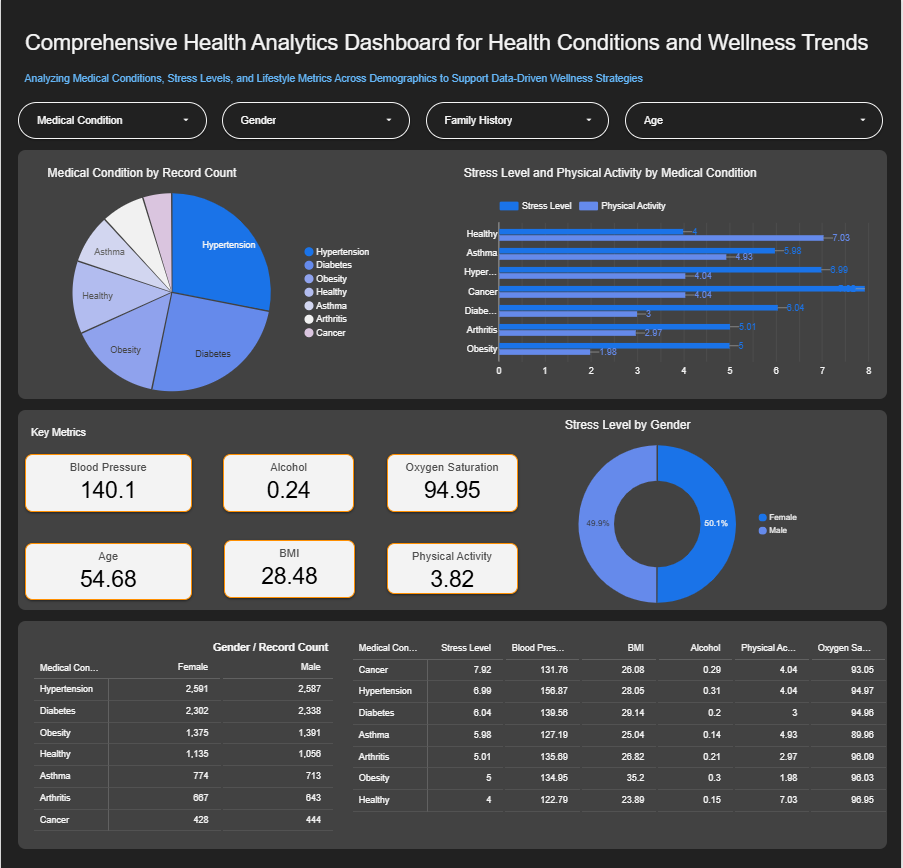 Comprehensive Health Analytics Dashboard for Health Conditions and Wellness Trends
Analyzing Medical Conditions, Stress Levels, and Lifestyle Metrics Across Demographics to Support Data-Driven Wellness Strategies
Medical Condition
Gender
Family History
Age
Medical Condition by Record Count
Hypertension
Diabetes
Obesity
Healthy
Asthma
Hypertension
Diabetes
Obesity
Healthy
Asthma
Arthritis
Cancer
Stress Level and Physical Activity by Medical Condition
Stress Level Physical Activity
Healthy 4 7.03
Asthma 5.98 4.93
Hyper... 6.99 4.04
Cancer 4.04
Diabe... 6.04 3
Arthritis 5.01 2.97
Obesity 5 1.98
0 1 2 3 4 5 6 7 8
Key Metrics
Blood Pressure
140.1
Alcohol
0.24
Oxygen Saturation
94.95
Age
54.68
BMI
28.48
Physical Activity
3.82
Stress Level by Gender
49.9%
50.1%
Female
Male
Gender / Record Count
Medical Con... Female Male
Hypertension 2,591 2,587
Diabetes 2,302 2,338
Obesity 1,375 1,391
Healthy 1,135 1,056
Asthma 774 713
Arthritis 667 643
Cancer 428 444
Medical Con... Stress Level Blood Pres... BMI Alcohol Physical Ac... Oxygen Sa...
Cancer 7.92 131.76 26.08 0.29 4.04 93.05
Hypertension 6.99 156.87 28.05 0.31 4.04 94.97
Diabetes 6.04 139.56 29.14 0.2 3 94.96
Asthma 5.98 127.19 25.04 0.14 4.93 89.96
Arthritis 5.01 135.69 26.82 0.21 2.97 96.09
Obesity 5 134.95 35.2 0.3 1.98 96.03
Healthy 4 122.79 23.89 0.15 7.03 96.95